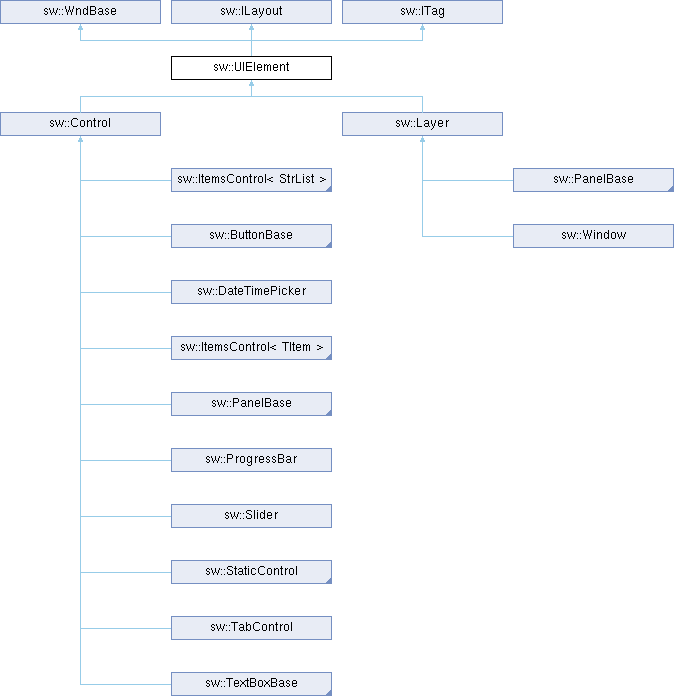 sw::WndBase
sw::ILayout
sw::ITag
sw::UIElement
sw::Control
sw::Layer
sw::ItemsControl< StrList >
sw::PanelBase
sw::ButtonBase
sw::Window
sw::DateTimePicker
sw::ItemsControl< TItem >
sw::PanelBase
sw::ProgressBar
sw::Slider
sw::StaticControl
sw::TabControl
sw::TextBoxBase